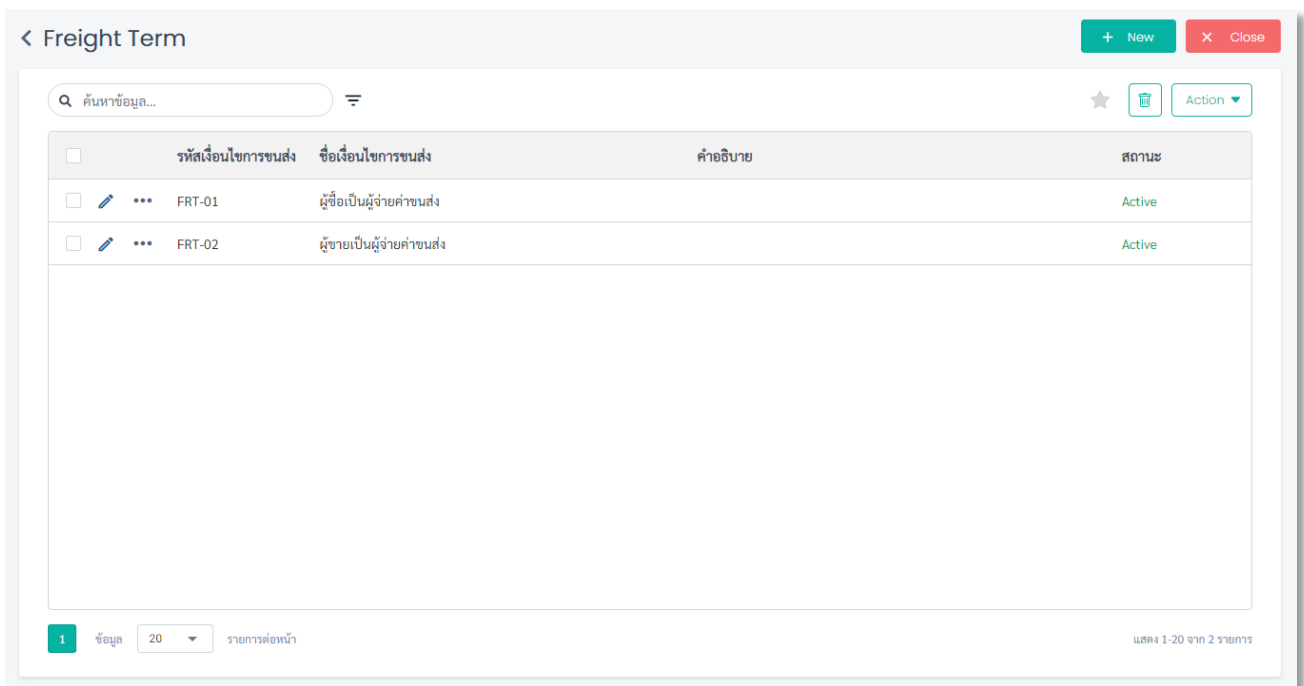 Freight Term
+ New
× Close
ค้นหาข้อมูล...
Action
รหัสเงื่อนไขการขนส่ง ชื่อเงื่อนไขการขนส่ง คำอธิบาย สถานะ
FRT-01 ผู้ซื้อเป็นผู้จ่ายค่าขนส่ง Active
FRT-02 ผู้ขายเป็นผู้จ่ายค่าขนส่ง Active
1 ข้อมูล 20 รายการต่อหน้า แสดง 1-20 จาก 2 รายการ